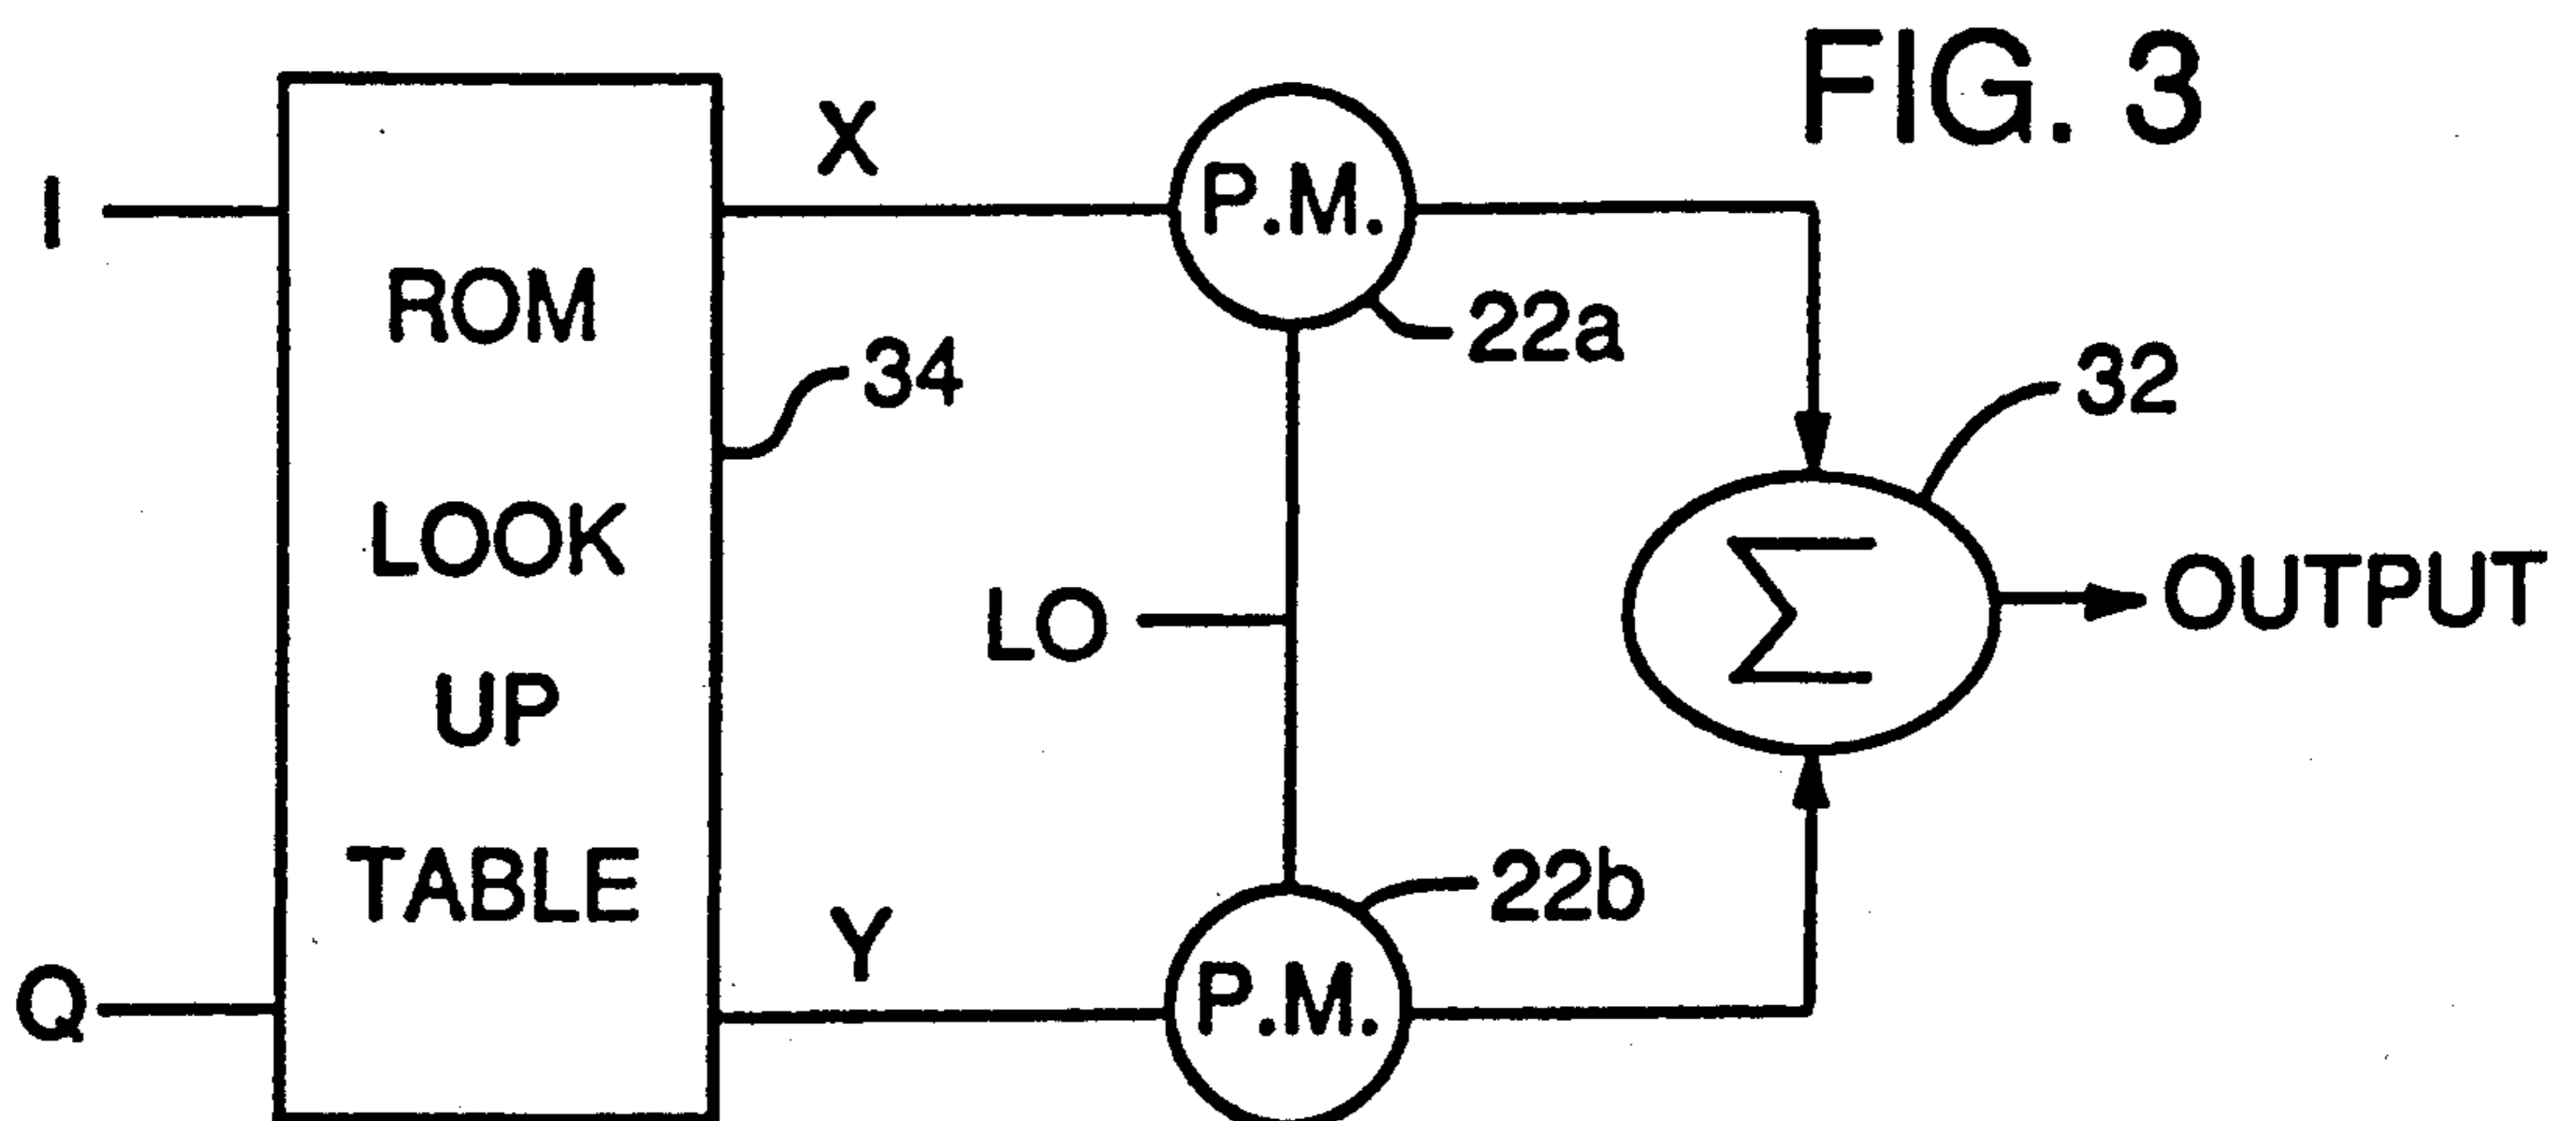 FIG. 3
I
ROM
LOOK
UP
TABLE
Q
34
X
Y
P.M.
22a
LO
P.M.
22b
32
Σ
OUTPUT